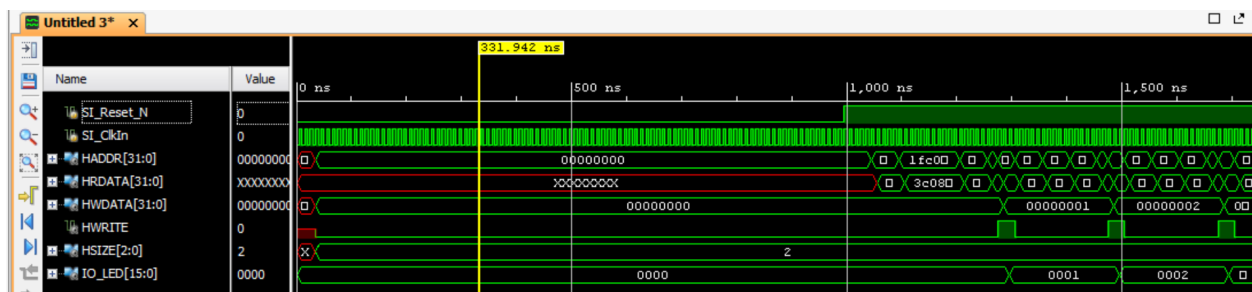 Untitled 3* ×
331.942 ns
Name Value 0 ns 500 ns 1,000 ns 1,500 ns
SI_Reset_N 0
SI_ClkIn 0
HADDR[31:0] 00000000 00000000 1fc0
HRDATA[31:0] XXXXXXXX XXXXXXXX 3c08
HWDATA[31:0] 00000000 00000000 00000001 00000002 0
HWRITE 0
HSIZE[2:0] 2 X 2
IO_LED[15:0] 0000 0000 0001 0002